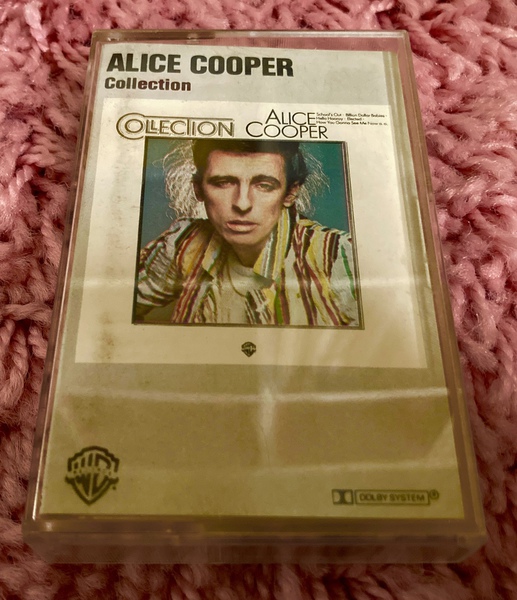 ALICE COOPER
Collection
COLLECTION
ALICE
COOPER
School's Out · Billion Dollar Babies
Hello Hooray · Elected
How You Gonna See Me Now
DOLBY SYSTEM